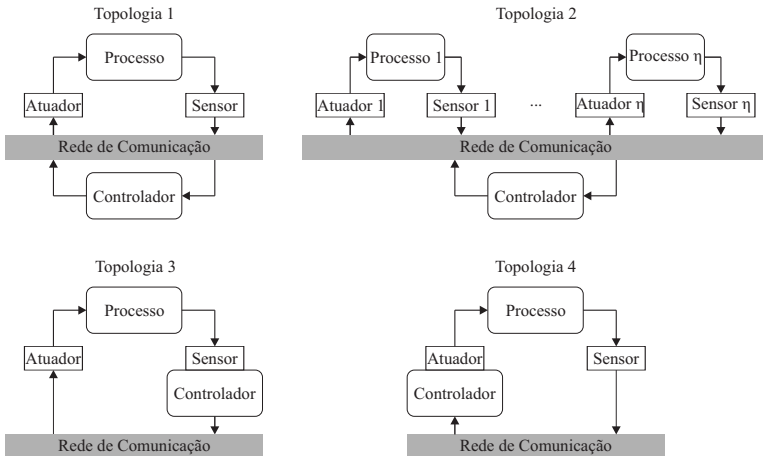 Topologia 1
Processo
Atuador
Sensor
Rede de Comunicação
Controlador
Topologia 2
Processo 1
Processo η
Atuador 1
Sensor 1
...
Atuador η
Sensor η
Rede de Comunicação
Controlador
Topologia 3
Processo
Atuador
Sensor
Controlador
Rede de Comunicação
Topologia 4
Processo
Atuador
Sensor
Controlador
Rede de Comunicação